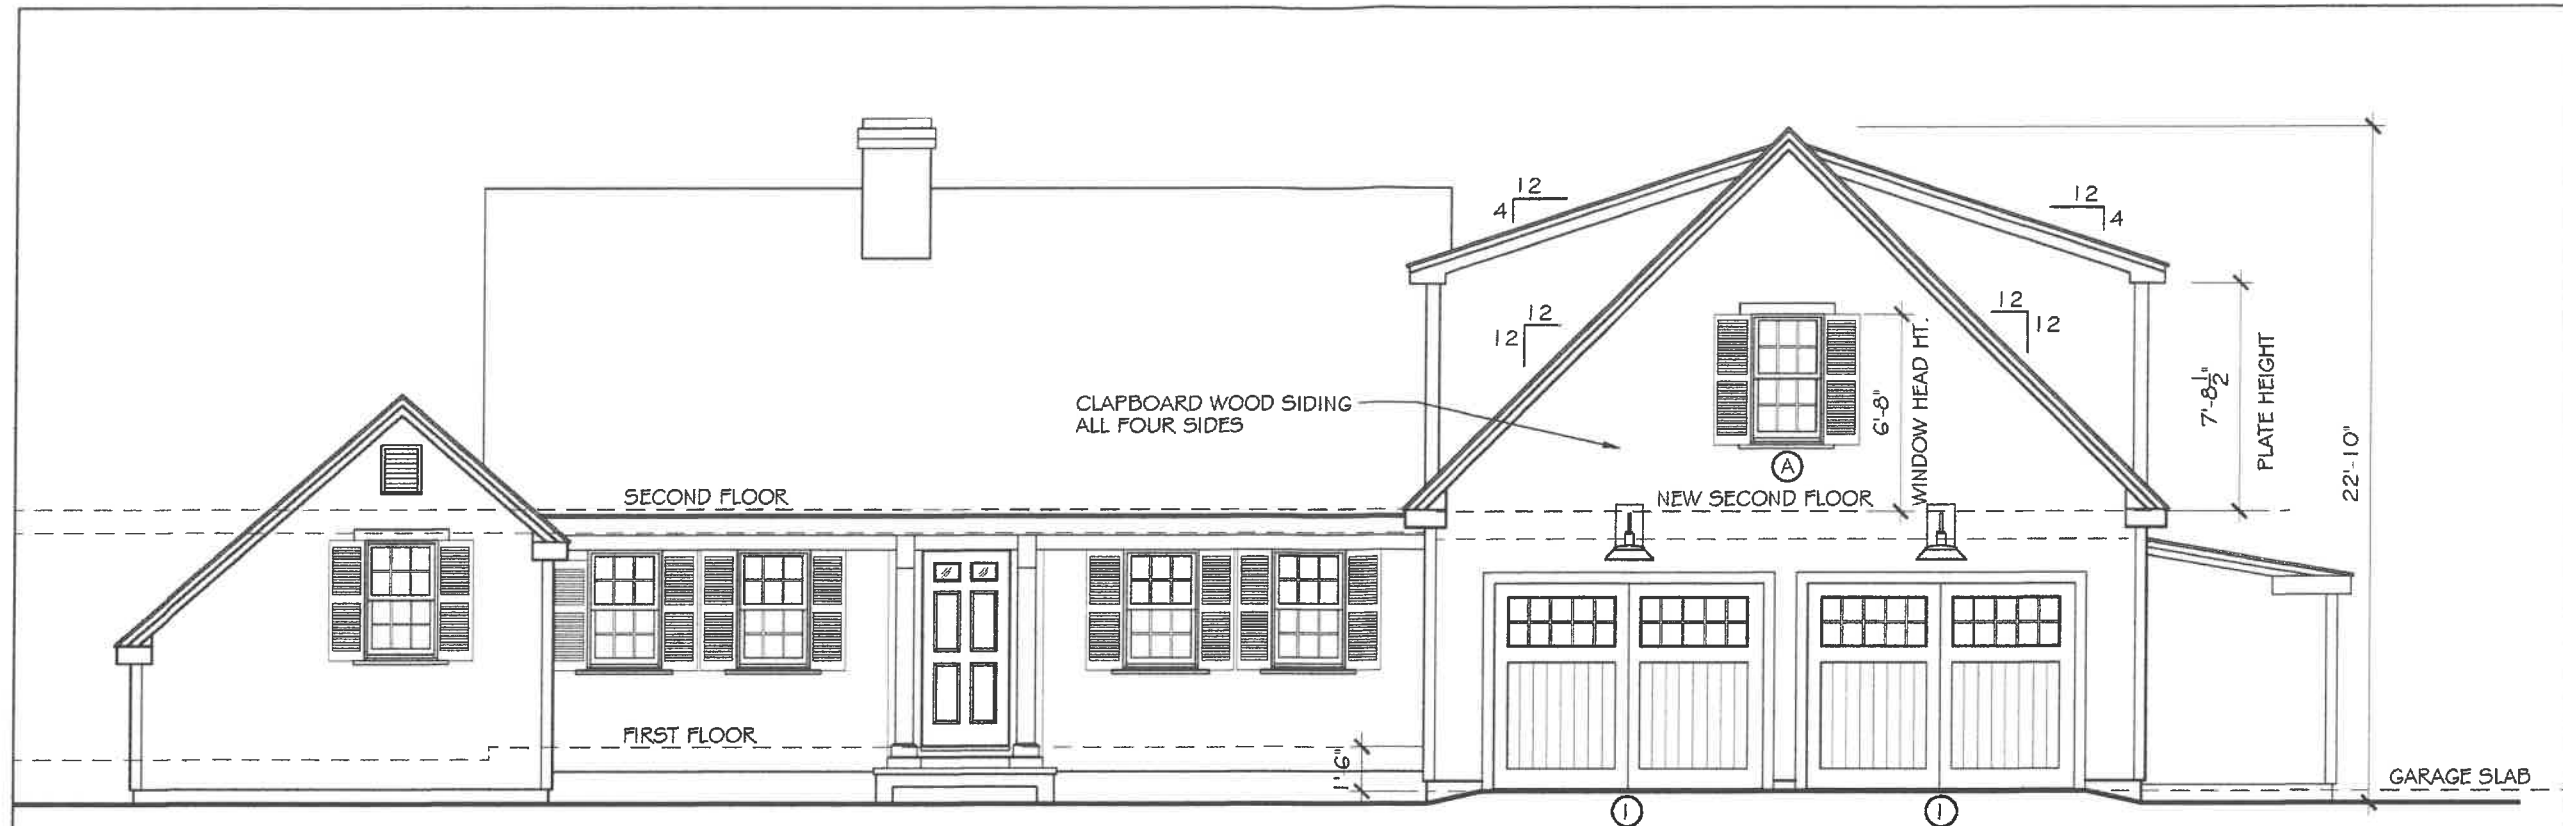 12
4
12
4
12
12
12
12
CLAPBOARD WOOD SIDING
ALL FOUR SIDES
6'-8"
WINDOW HEAD HT.
7'-8 1/2"
PLATE HEIGHT
22'-10"
A
SECOND FLOOR
NEW SECOND FLOOR
FIRST FLOOR
1'-6"
GARAGE SLAB
1
1